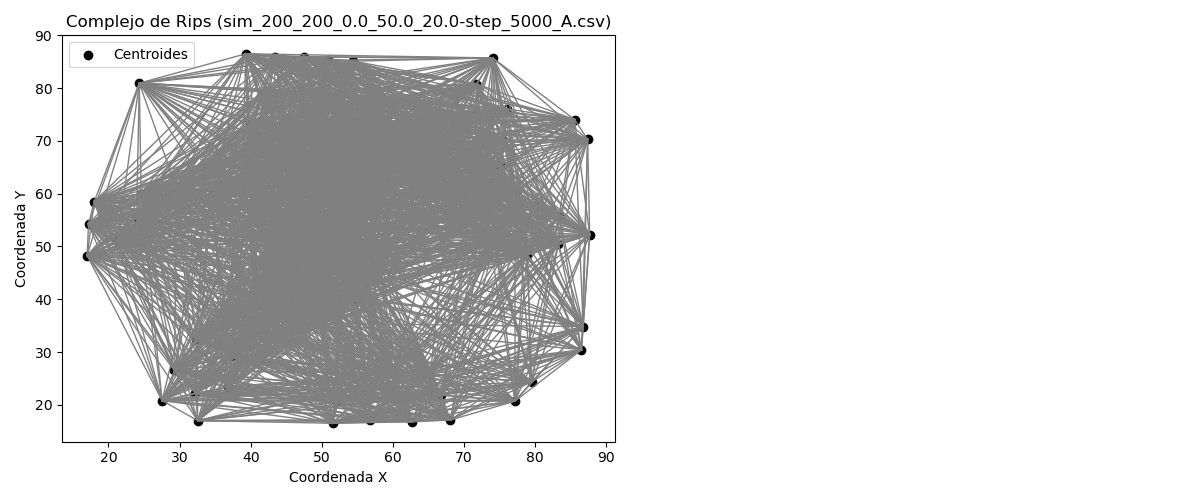 Complejo de Rips (sim_200_200_0.0_50.0_20.0-step_5000_A.csv)
Centroides
90
80
70
60
50
40
30
20
Coordenada Y
20 30 40 50 60 70 80 90
Coordenada X